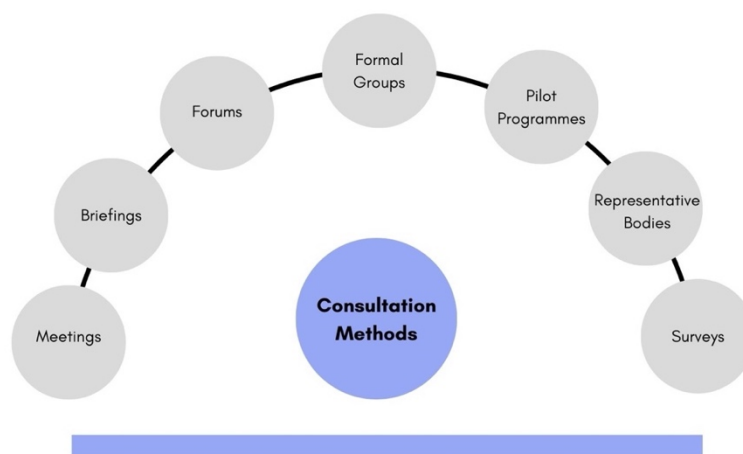 Formal
Groups
Forums
Pilot
Programmes
Briefings
Representative
Bodies
Consultation
Methods
Meetings
Surveys